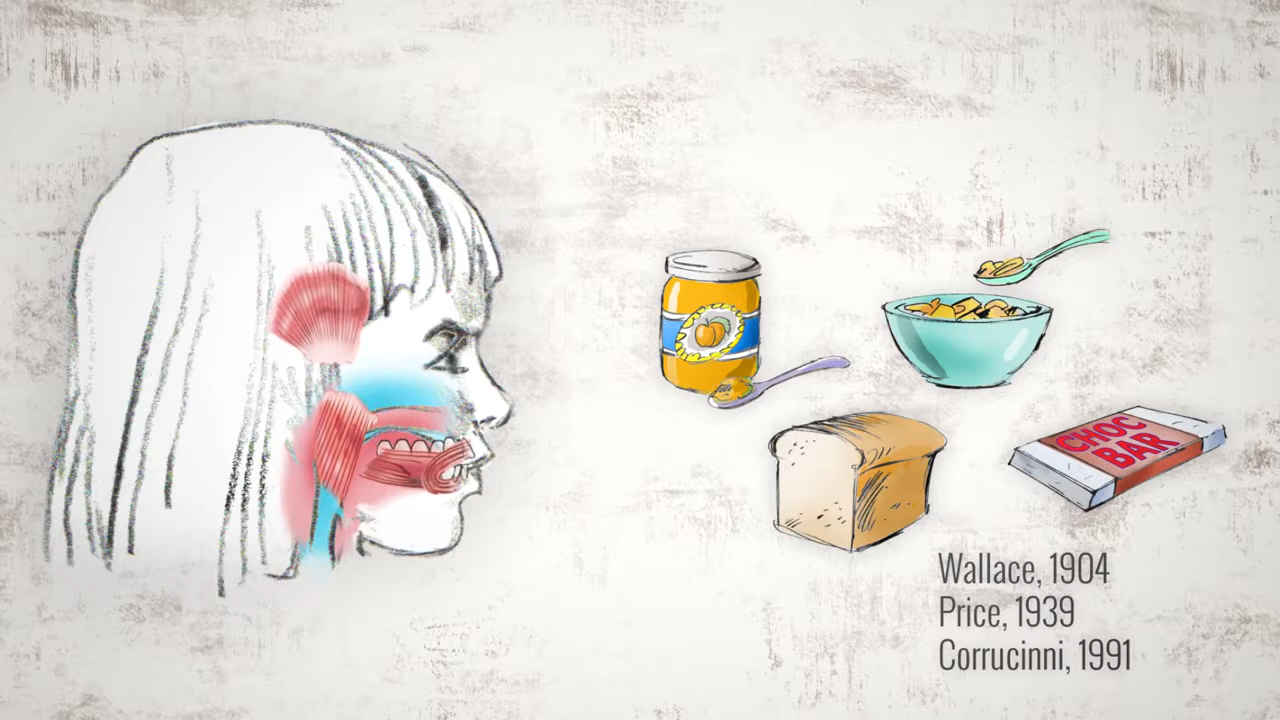 CHOC
BAR
Wallace, 1904
Price, 1939
Corrucinni, 1991